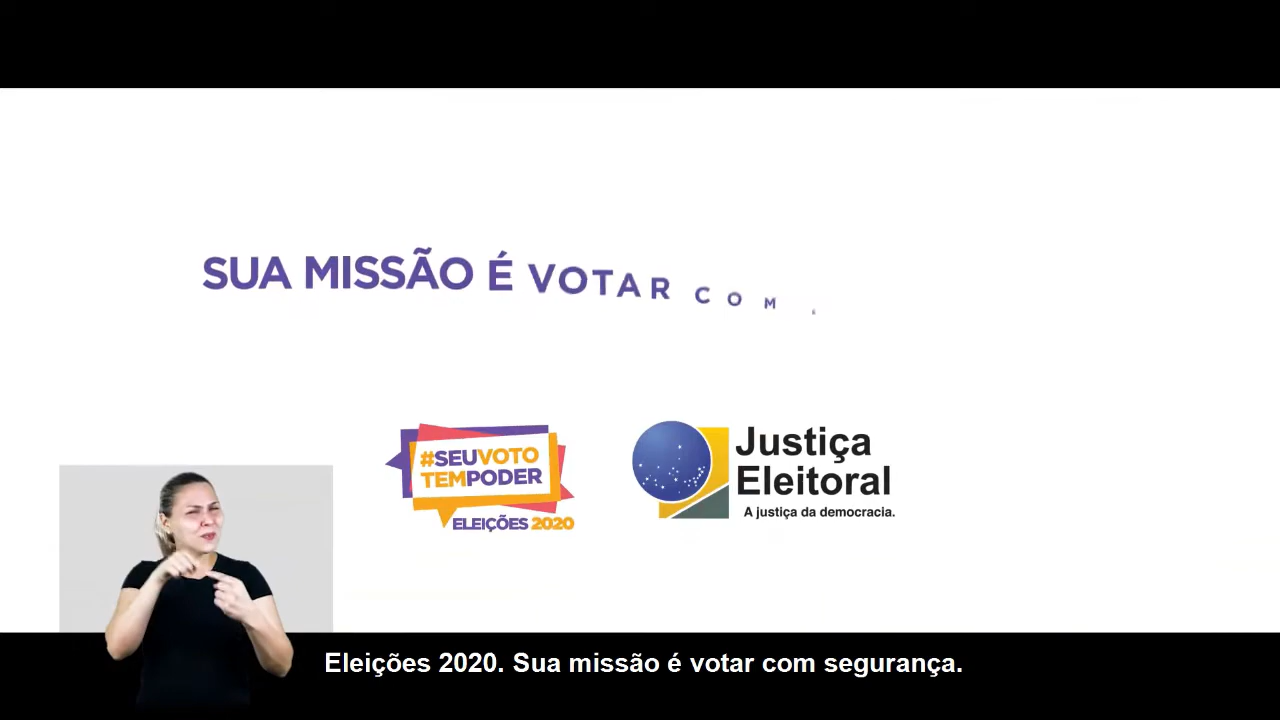 SUA MISSÃO É VOTAR COM
#SEUVOTO
TEMPODER
ELEIÇÕES 2020
Justiça
Eleitoral
A justiça da democracia.
Eleições 2020. Sua missão é votar com segurança.